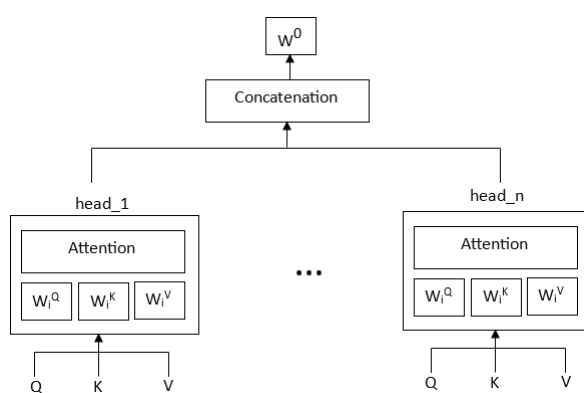 W⁰
Concatenation
head_1
head_n
Attention
Attention
WᵢQ WᵢK WᵢV
WᵢQ WᵢK WᵢV
...
Q K V
Q K V